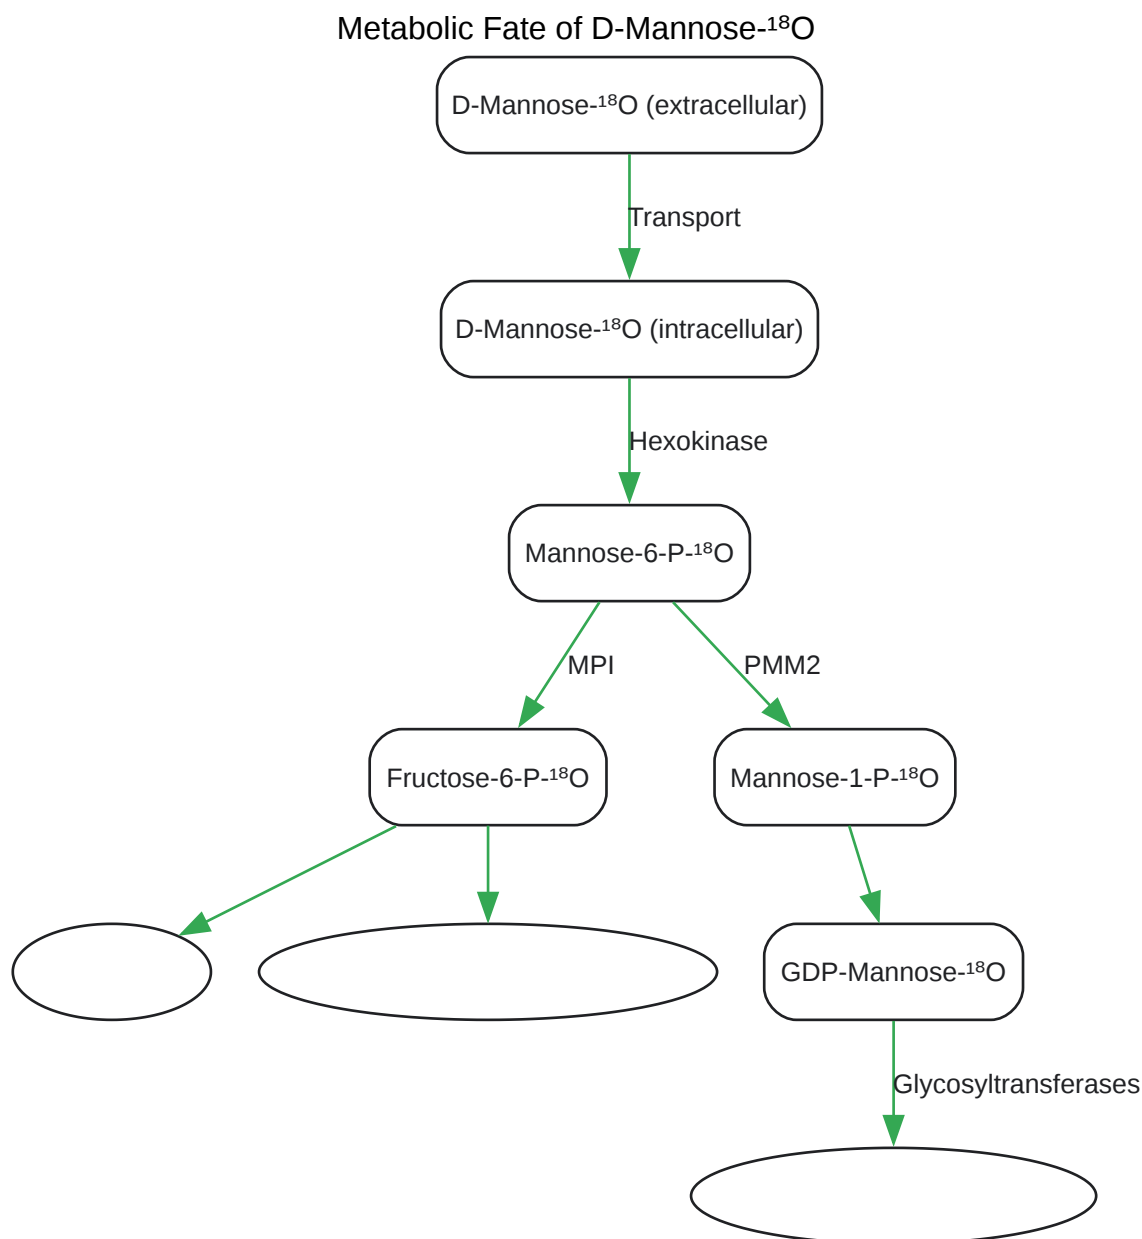 Metabolic Fate of D-Mannose-¹⁸O
D-Mannose-¹⁸O (extracellular)
Transport
D-Mannose-¹⁸O (intracellular)
Hexokinase
Mannose-6-P-¹⁸O
MPI
PMM2
Fructose-6-P-¹⁸O
Mannose-1-P-¹⁸O
GDP-Mannose-¹⁸O
Glycosyltransferases